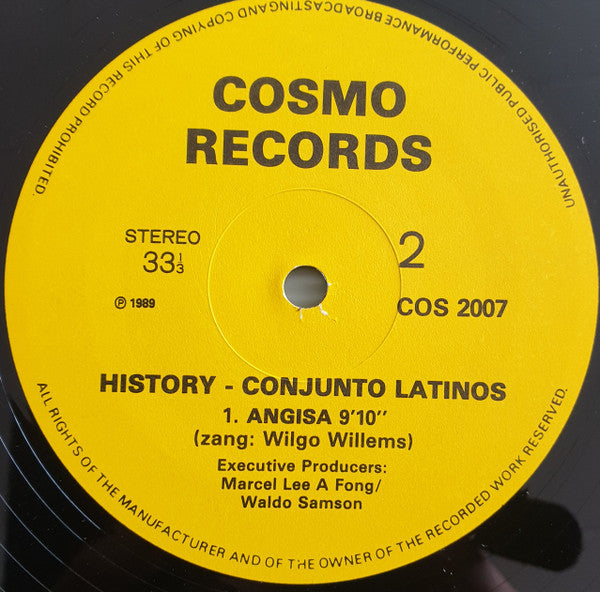 UNAUTHORISED PUBLIC PERFORMANCE BROADCASTING AND COPYING OF THIS RECORD PROHIBITED.
COSMO
RECORDS
STEREO
33⅓
2
℗ 1989
COS 2007
HISTORY - CONJUNTO LATINOS
1. ANGISA 9'10''
(zang: Wilgo Willems)
Executive Producers:
Marcel Lee A Fong/
Waldo Samson
ALL RIGHTS OF THE MANUFACTURER AND OF THE OWNER OF THE RECORDED WORK RESERVED.